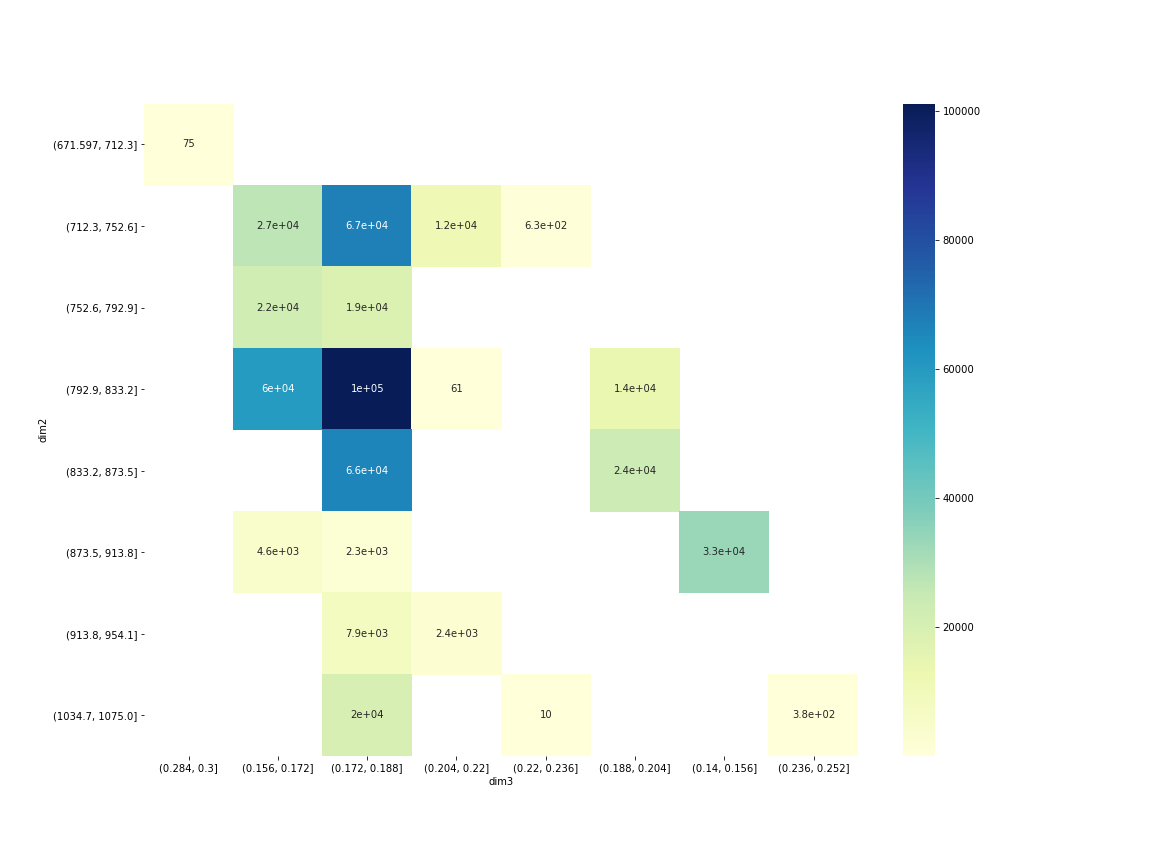 100000
(671.597, 712.3]
75
(712.3, 752.6]
2.7e+04
6.7e+04
1.2e+04
6.3e+02
80000
(752.6, 792.9]
2.2e+04
1.9e+04
60000
(792.9, 833.2]
6e+04
1e+05
61
1.4e+04
dim2
(833.2, 873.5]
6.6e+04
2.4e+04
40000
(873.5, 913.8]
4.6e+03
2.3e+03
3.3e+04
20000
(913.8, 954.1]
7.9e+03
2.4e+03
(1034.7, 1075.0]
2e+04
10
3.8e+02
(0.284, 0.3]
(0.156, 0.172]
(0.172, 0.188]
(0.204, 0.22]
(0.22, 0.236]
(0.188, 0.204]
(0.14, 0.156]
(0.236, 0.252]
dim3